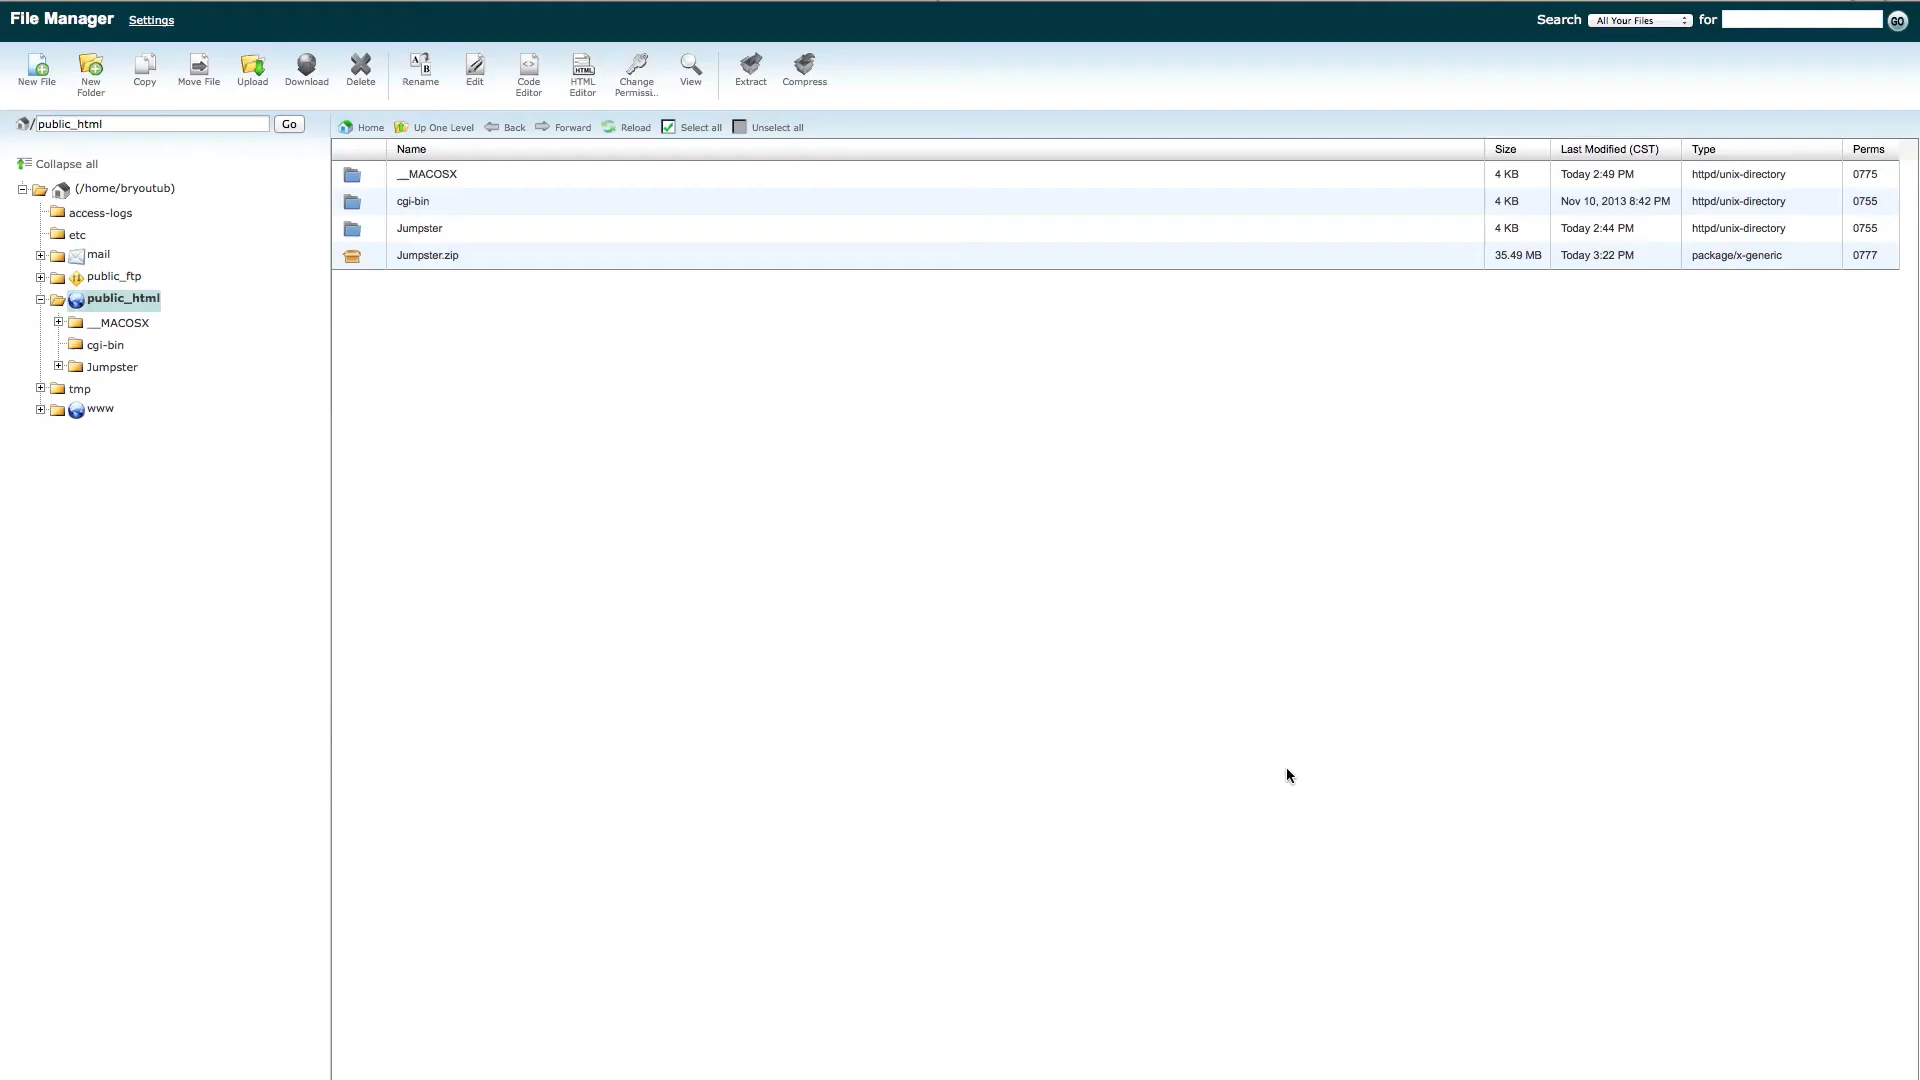 File Manager Settings
Search All Your Files for GO
New File New Folder Copy Move File Upload Download Delete Rename Edit Code Editor HTML Editor Change Permissi... View Extract Compress
/ public_html Go
Home Up One Level Back Forward Reload Select all Unselect all
Name Size Last Modified (CST) Type Perms
__MACOSX 4 KB Today 2:49 PM httpd/unix-directory 0775
cgi-bin 4 KB Nov 10, 2013 8:42 PM httpd/unix-directory 0755
Jumpster 4 KB Today 2:44 PM httpd/unix-directory 0755
Jumpster.zip 35.49 MB Today 3:22 PM package/x-generic 0777
Collapse all
(/home/bryoutub)
access-logs
etc
mail
public_ftp
public_html
__MACOSX
cgi-bin
Jumpster
tmp
www